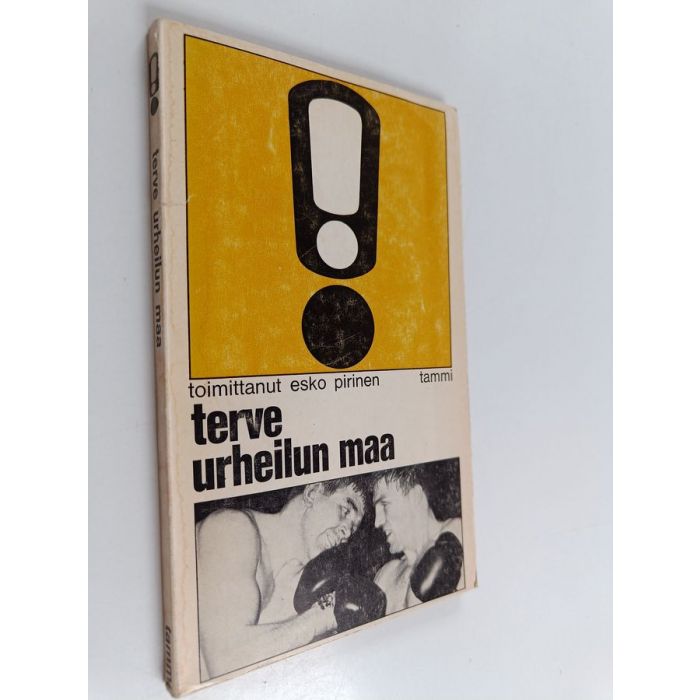 toimittanut esko pirinen tammi
terve
urheilun maa
terve urheilun maa
tammi